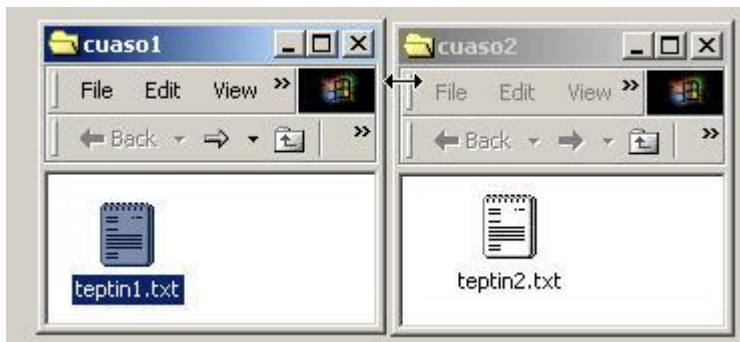 cuaso1
File Edit View »
Back »
teptin1.txt
cuaso2
File Edit View »
Back »
teptin2.txt